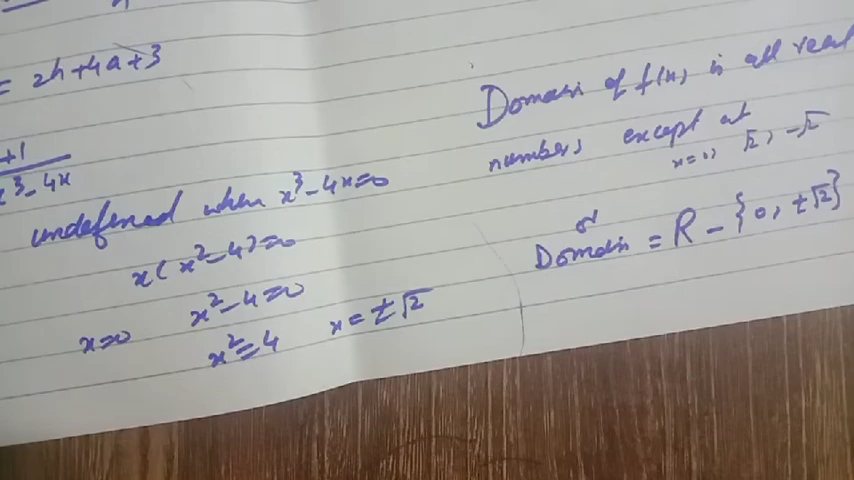 = 2h+4a+3
+1
x³-4x
undefined when x³-4x=0
x(x²-4)=0
x=0 x²-4=0
x²=4 x=±√2
Domain of f(x) is all real
numbers except at
x=0, √2, -√2
or
Domain = R - {0, ±√2}